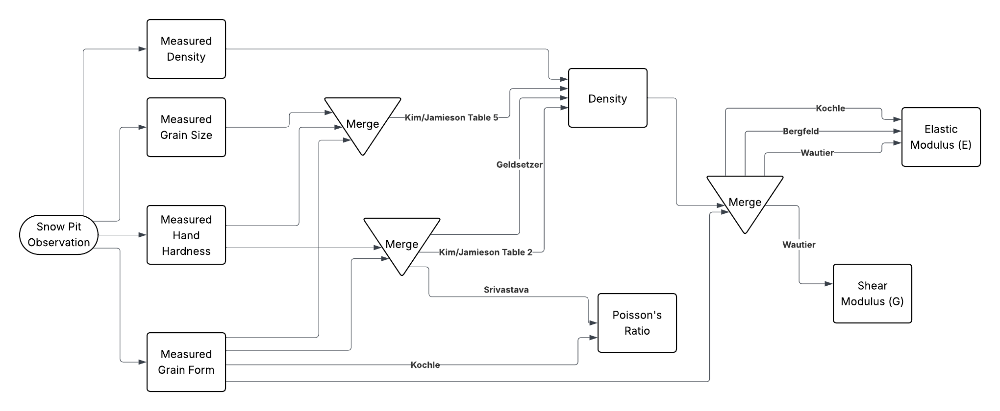 Measured
Density
Measured
Grain Size
Measured
Hand
Hardness
Measured
Grain Form
Snow Pit
Observation
Merge
Kim/Jamieson Table 5
Geldsetzer
Merge
Kim/Jamieson Table 2
Srivastava
Kochle
Density
Poisson's
Ratio
Kochle
Bergfeld
Wautier
Merge
Wautier
Elastic
Modulus (E)
Shear
Modulus (G)